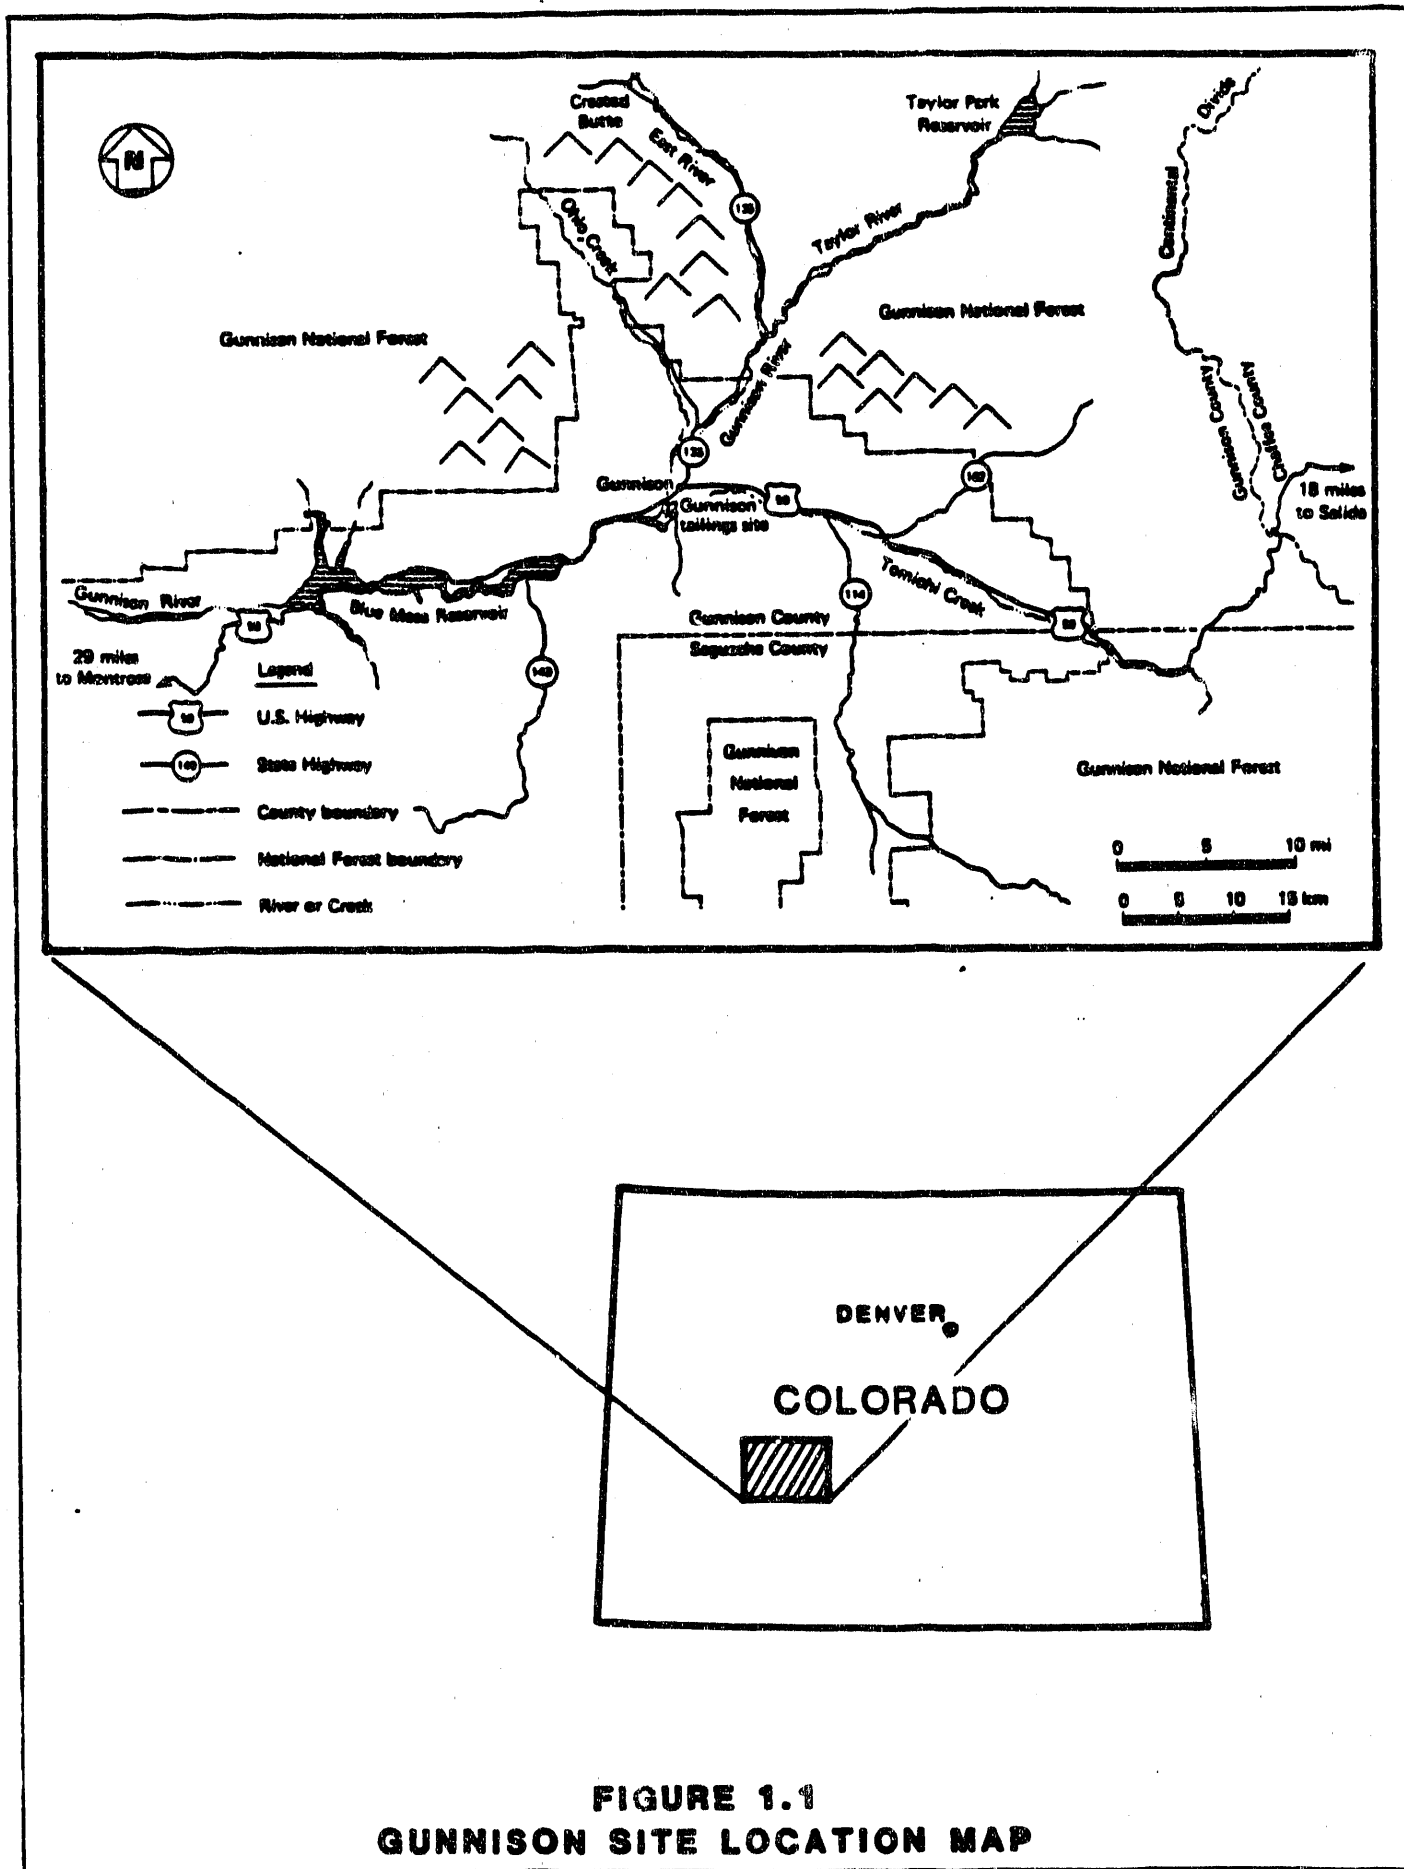 Crested
Butte
Taylor Park
Reservoir
Continental Divide
N
East River
135
Ohio Creek
Taylor River
Gunnison National Forest
Gunnison National Forest
Gunnison River
Gunnison County
Chaffee County
135
Gunnison
50
Gunnison
tailings site
162
18 miles
to Salida
Gunnison River
Blue Mesa Reservoir
50
114
Tomichi Creek
50
Gunnison County
Saguache County
29 miles
to Montrose
149
Legend
50
U.S. Highway
149
State Highway
County boundary
National Forest boundary
River or Creek
Gunnison
National
Forest
Gunnison National Forest
0 5 10 mi
0 5 10 15 km
DENVER
COLORADO
FIGURE 1.1
GUNNISON SITE LOCATION MAP